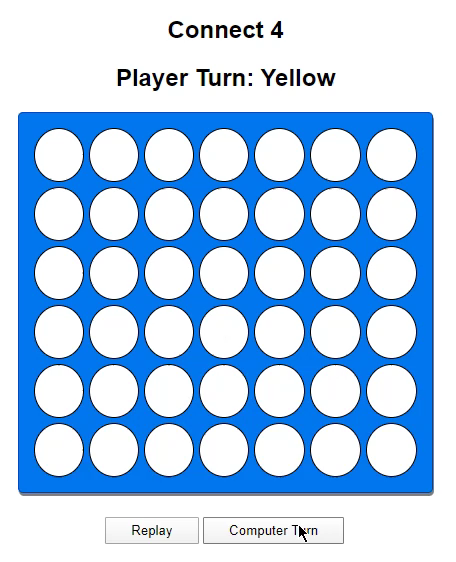 Connect 4
Player Turn: Yellow
Replay
Computer Turn